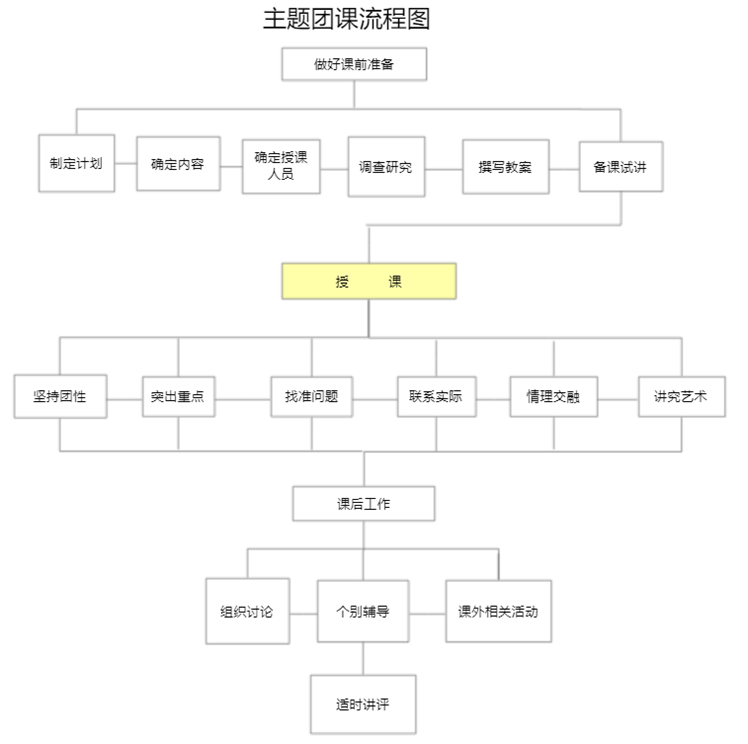 主题团课流程图
做好课前准备
制定计划
确定内容
确定授课
人员
调查研究
撰写教案
备课试讲
授 课
坚持团性
突出重点
找准问题
联系实际
情理交融
讲究艺术
课后工作
组织讨论
个别辅导
课外相关活动
适时讲评